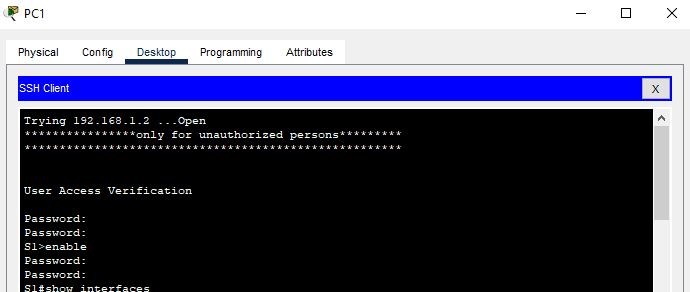 PC1
Physical Config Desktop Programming Attributes
SSH Client
X
Trying 192.168.1.2 ...Open
****************only for unauthorized persons*********
******************************************************
User Access Verification
Password:
Password:
S1>enable
Password:
Password:
S1#show interfaces